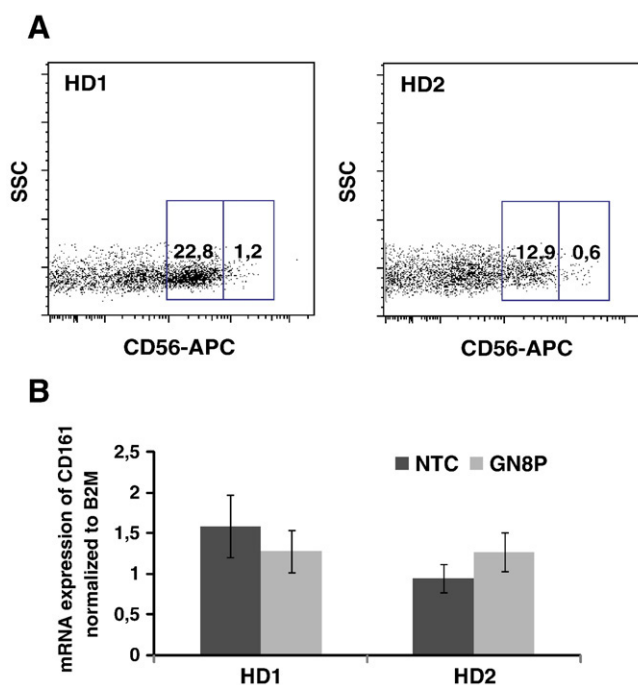 A
HD1
SSC
22,8 1,2
CD56-APC
HD2
SSC
12,9 0,6
CD56-APC
B
mRNA expression of CD161
normalized to B2M
2,5
2
1,5
1
0,5
0
NTC GN8P
HD1 HD2